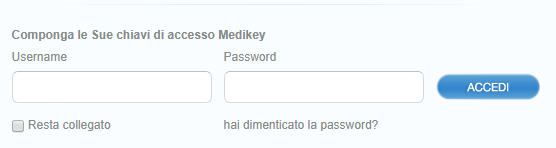 Componga le Sue chiavi di accesso Medikey
Username Password
ACCEDI
Resta collegato hai dimenticato la password?